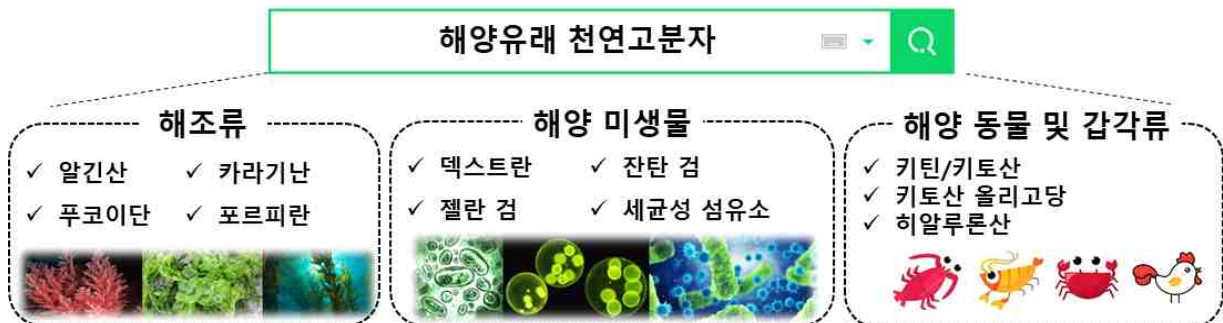 해양유래 천연고분자
해조류
✓ 알긴산 ✓ 카라기난
✓ 푸코이단 ✓ 포르피란
해양 미생물
✓ 덱스트란 ✓ 잔탄 검
✓ 젤란 검 ✓ 세균성 섬유소
해양 동물 및 갑각류
✓ 키틴/키토산
✓ 키토산 올리고당
✓ 히알루론산